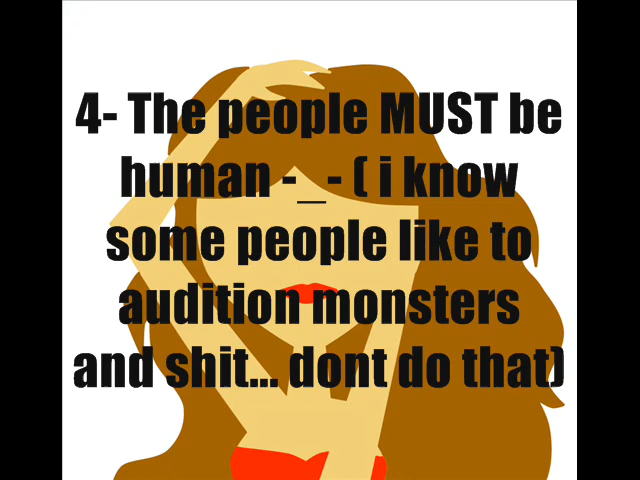 4- The people MUST be
human -_- ( i know
some people like to
audition monsters
and shit... dont do that)